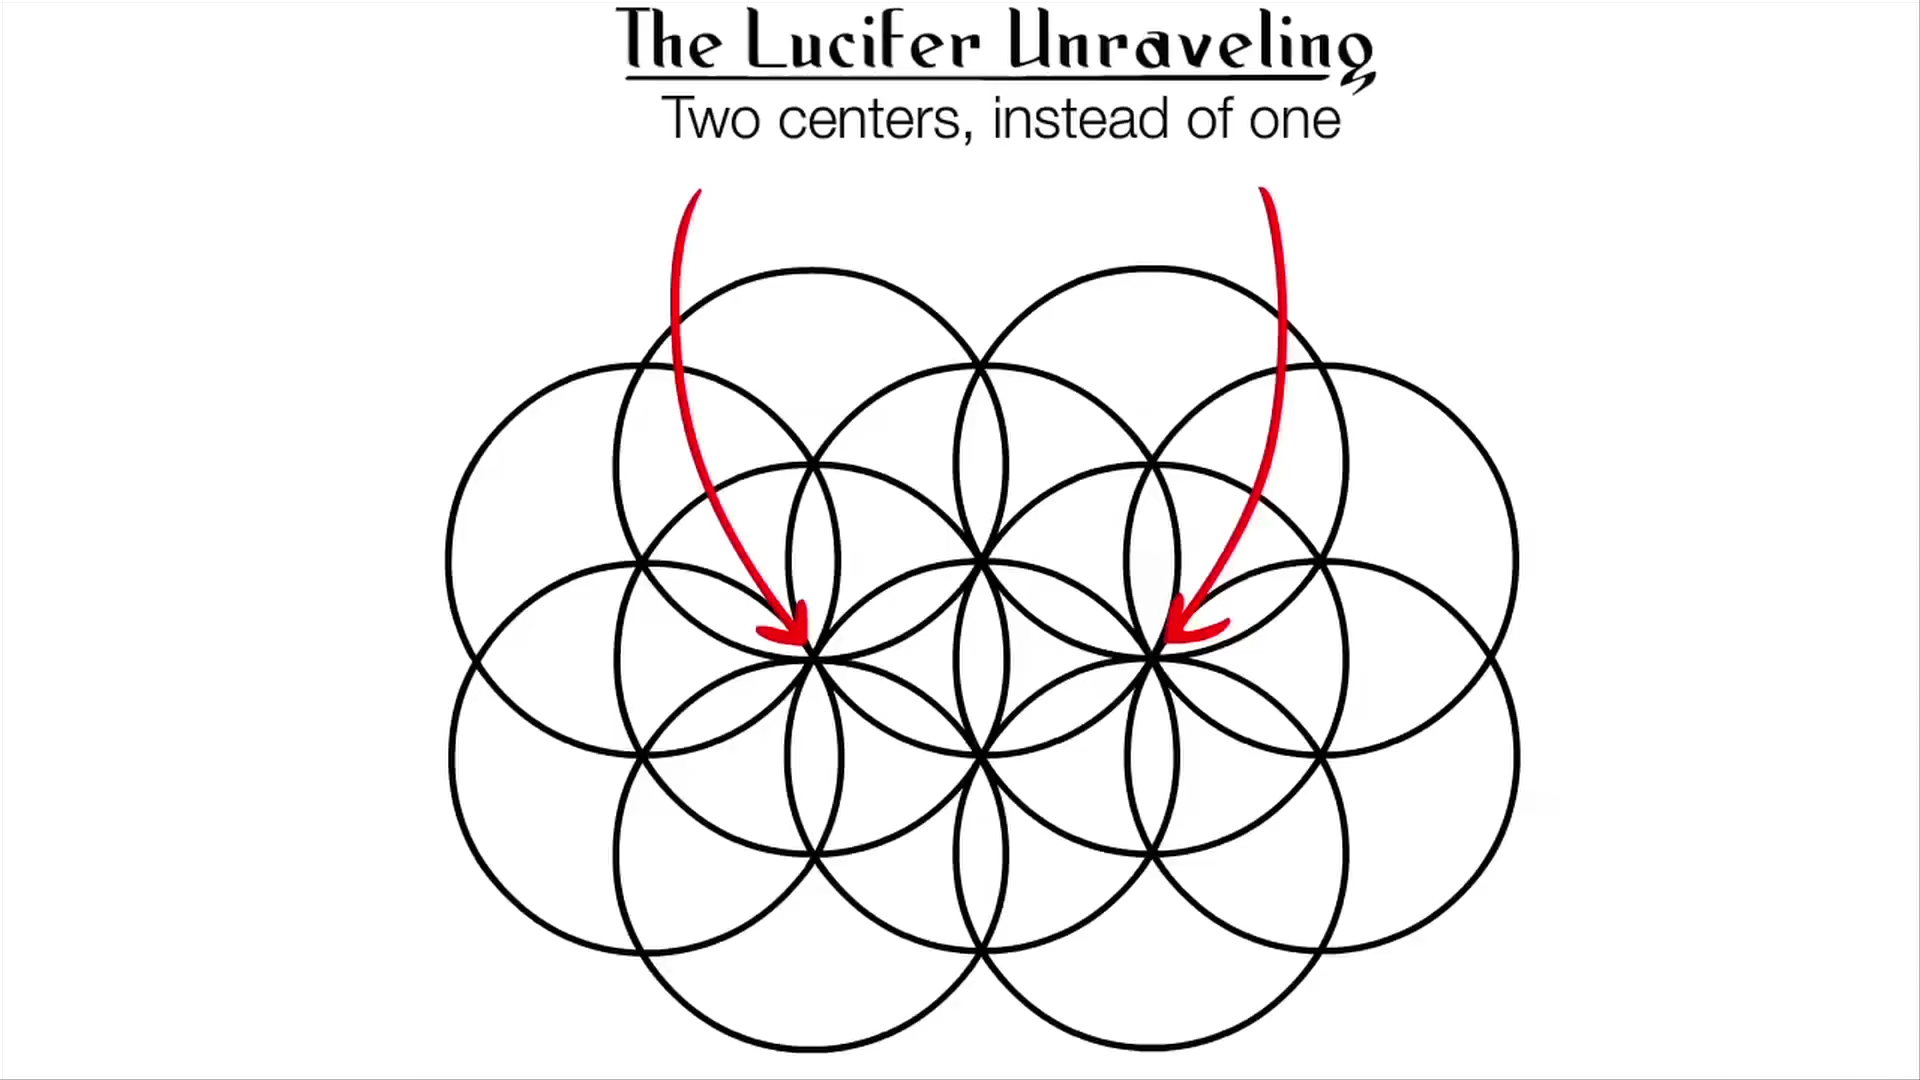 The Lucifer Unraveling
Two centers, instead of one